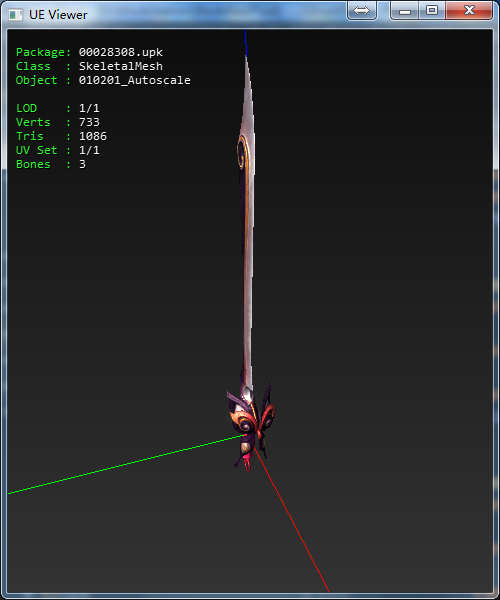 UE Viewer
Package: 00028308.upk
Class  : SkeletalMesh
Object : 010201_Autoscale
LOD    : 1/1
Verts  : 733
Tris   : 1086
UV Set : 1/1
Bones  : 3